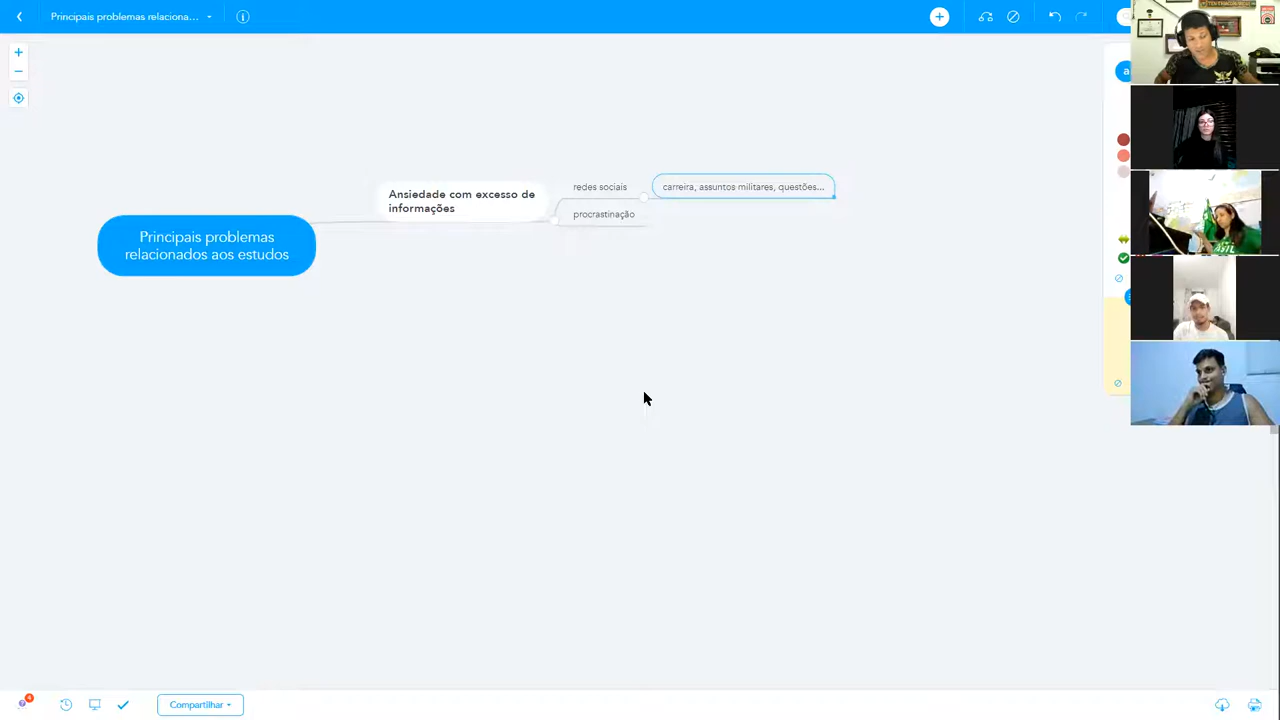 Principais problemas relaciona...
Principais problemas
relacionados aos estudos
Ansiedade com excesso de
informações
redes sociais
procrastinação
carreira, assuntos militares, questões...
a
4
Compartilhar